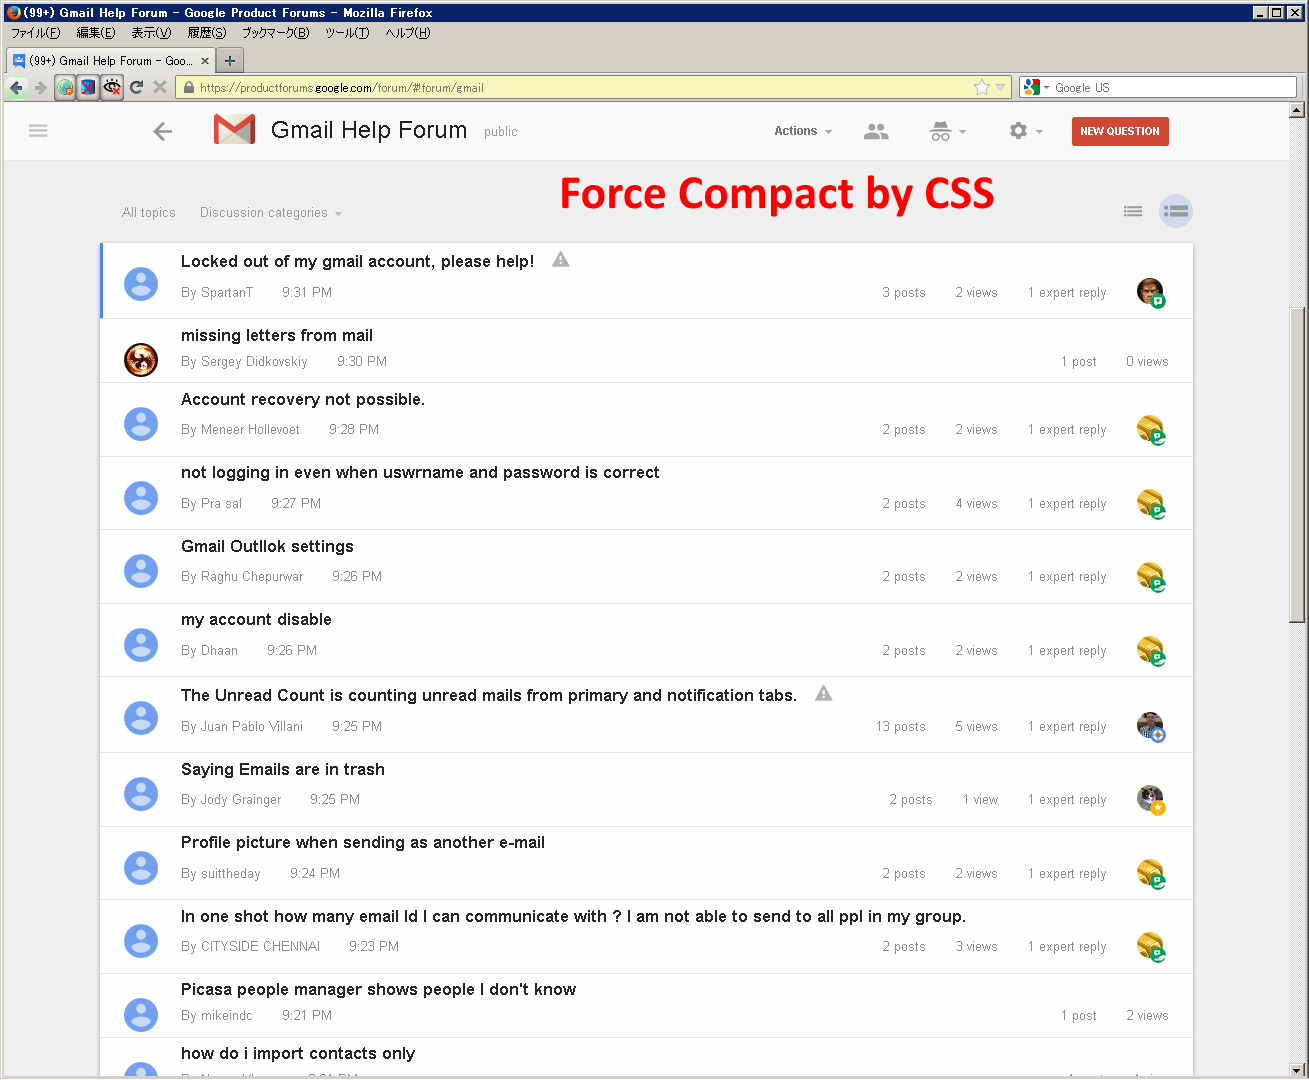 (99+) Gmail Help Forum - Google Product Forums - Mozilla Firefox
ファイル(F) 編集(E) 表示(V) 履歴(S) ブックマーク(B) ツール(T) ヘルプ(H)
(99+) Gmail Help Forum - Goo...
https://productforums.google.com/forum/#!forum/gmail
Google US
Gmail Help Forum public Actions NEW QUESTION
Force Compact by CSS
All topics Discussion categories
Locked out of my gmail account, please help!
By SpartanT 9:31 PM 3 posts 2 views 1 expert reply
missing letters from mail
By Sergey Didkovskiy 9:30 PM 1 post 0 views
Account recovery not possible.
By Meneer Hollevoet 9:28 PM 2 posts 2 views 1 expert reply
not logging in even when uswrname and password is correct
By Pra sal 9:27 PM 2 posts 4 views 1 expert reply
Gmail Outllok settings
By Raghu Chepurwar 9:26 PM 2 posts 2 views 1 expert reply
my account disable
By Dhaan 9:26 PM 2 posts 2 views 1 expert reply
The Unread Count is counting unread mails from primary and notification tabs.
By Juan Pablo Villani 9:25 PM 13 posts 5 views 1 expert reply
Saying Emails are in trash
By Jody Grainger 9:25 PM 2 posts 1 view 1 expert reply
Profile picture when sending as another e-mail
By suittheday 9:24 PM 2 posts 2 views 1 expert reply
In one shot how many email Id I can communicate with ? I am not able to send to all ppl in my group.
By CITYSIDE CHENNAI 9:23 PM 2 posts 3 views 1 expert reply
Picasa people manager shows people I don't know
By mikeindc 9:21 PM 1 post 2 views
how do i import contacts only